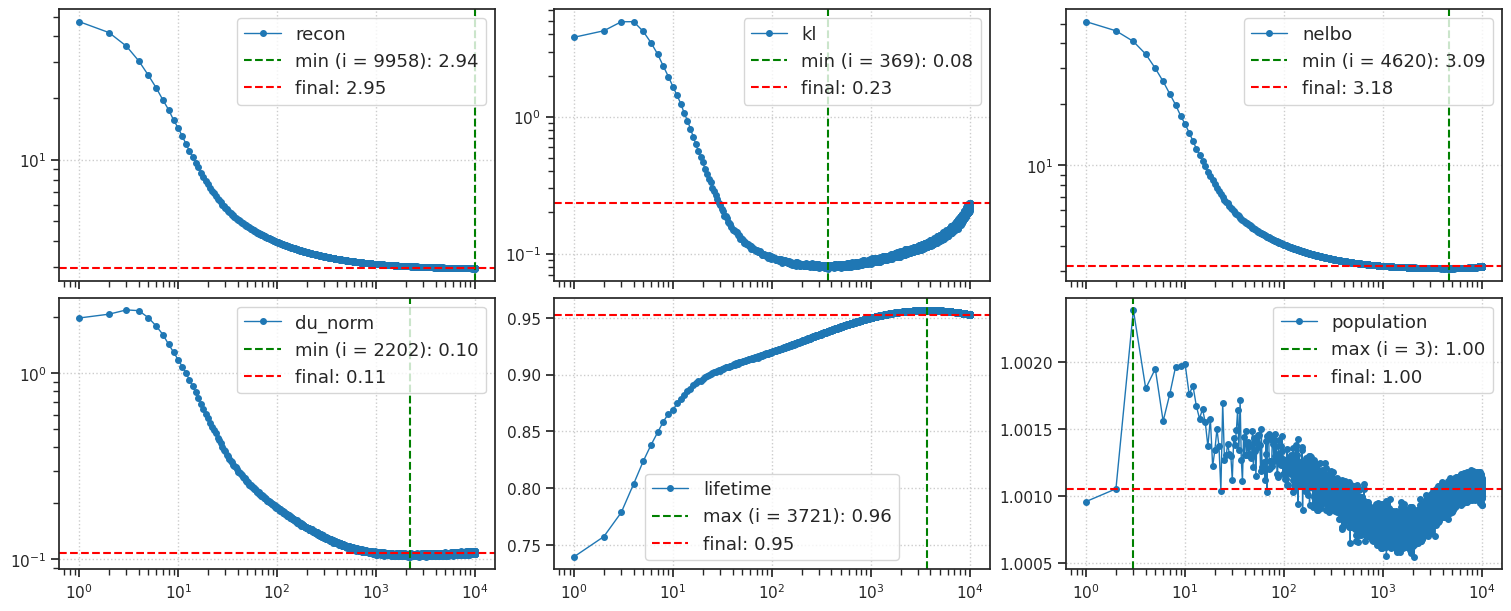 recon
min (i = 9958): 2.94
final: 2.95
10¹
kl
min (i = 369): 0.08
final: 0.23
10⁰
10⁻¹
nelbo
min (i = 4620): 3.09
final: 3.18
10¹
du_norm
min (i = 2202): 0.10
final: 0.11
10⁰
10⁻¹
10⁰ 10¹ 10² 10³ 10⁴
0.95
0.90
0.85
0.80
0.75
lifetime
max (i = 3721): 0.96
final: 0.95
10⁰ 10¹ 10² 10³ 10⁴
population
max (i = 3): 1.00
final: 1.00
1.0020
1.0015
1.0010
1.0005
10⁰ 10¹ 10² 10³ 10⁴